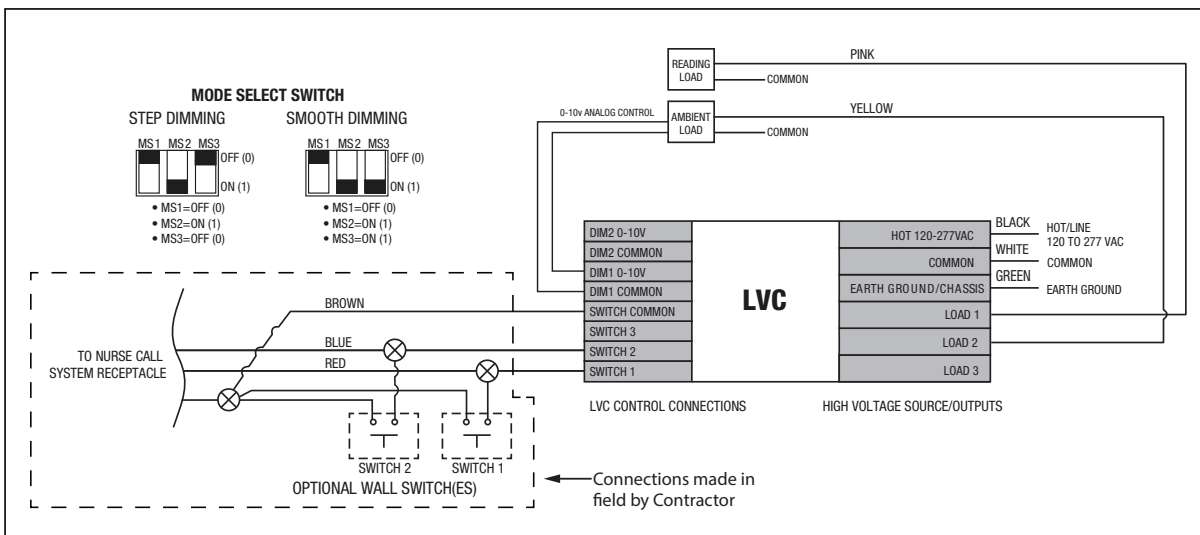 MODE SELECT SWITCH
STEP DIMMING
MS1 MS2 MS3
OFF (0)
ON (1)
• MS1=OFF (0)
• MS2=ON (1)
• MS3=OFF (0)
SMOOTH DIMMING
MS1 MS2 MS3
OFF (0)
ON (1)
• MS1=OFF (0)
• MS2=ON (1)
• MS3=ON (1)
READING
LOAD
PINK
COMMON
0-10v ANALOG CONTROL
AMBIENT
LOAD
YELLOW
COMMON
DIM2 0-10V
DIM2 COMMON
DIM1 0-10V
DIM1 COMMON
SWITCH COMMON
SWITCH 3
SWITCH 2
SWITCH 1
LVC
HOT 120-277VAC
COMMON
EARTH GROUND/CHASSIS
LOAD 1
LOAD 2
LOAD 3
BLACK
HOT/LINE
120 TO 277 VAC
WHITE
COMMON
GREEN
EARTH GROUND
LVC CONTROL CONNECTIONS
HIGH VOLTAGE SOURCE/OUTPUTS
BROWN
BLUE
RED
TO NURSE CALL
SYSTEM RECEPTACLE
SWITCH 2
SWITCH 1
OPTIONAL WALL SWITCH(ES)
Connections made in
field by Contractor